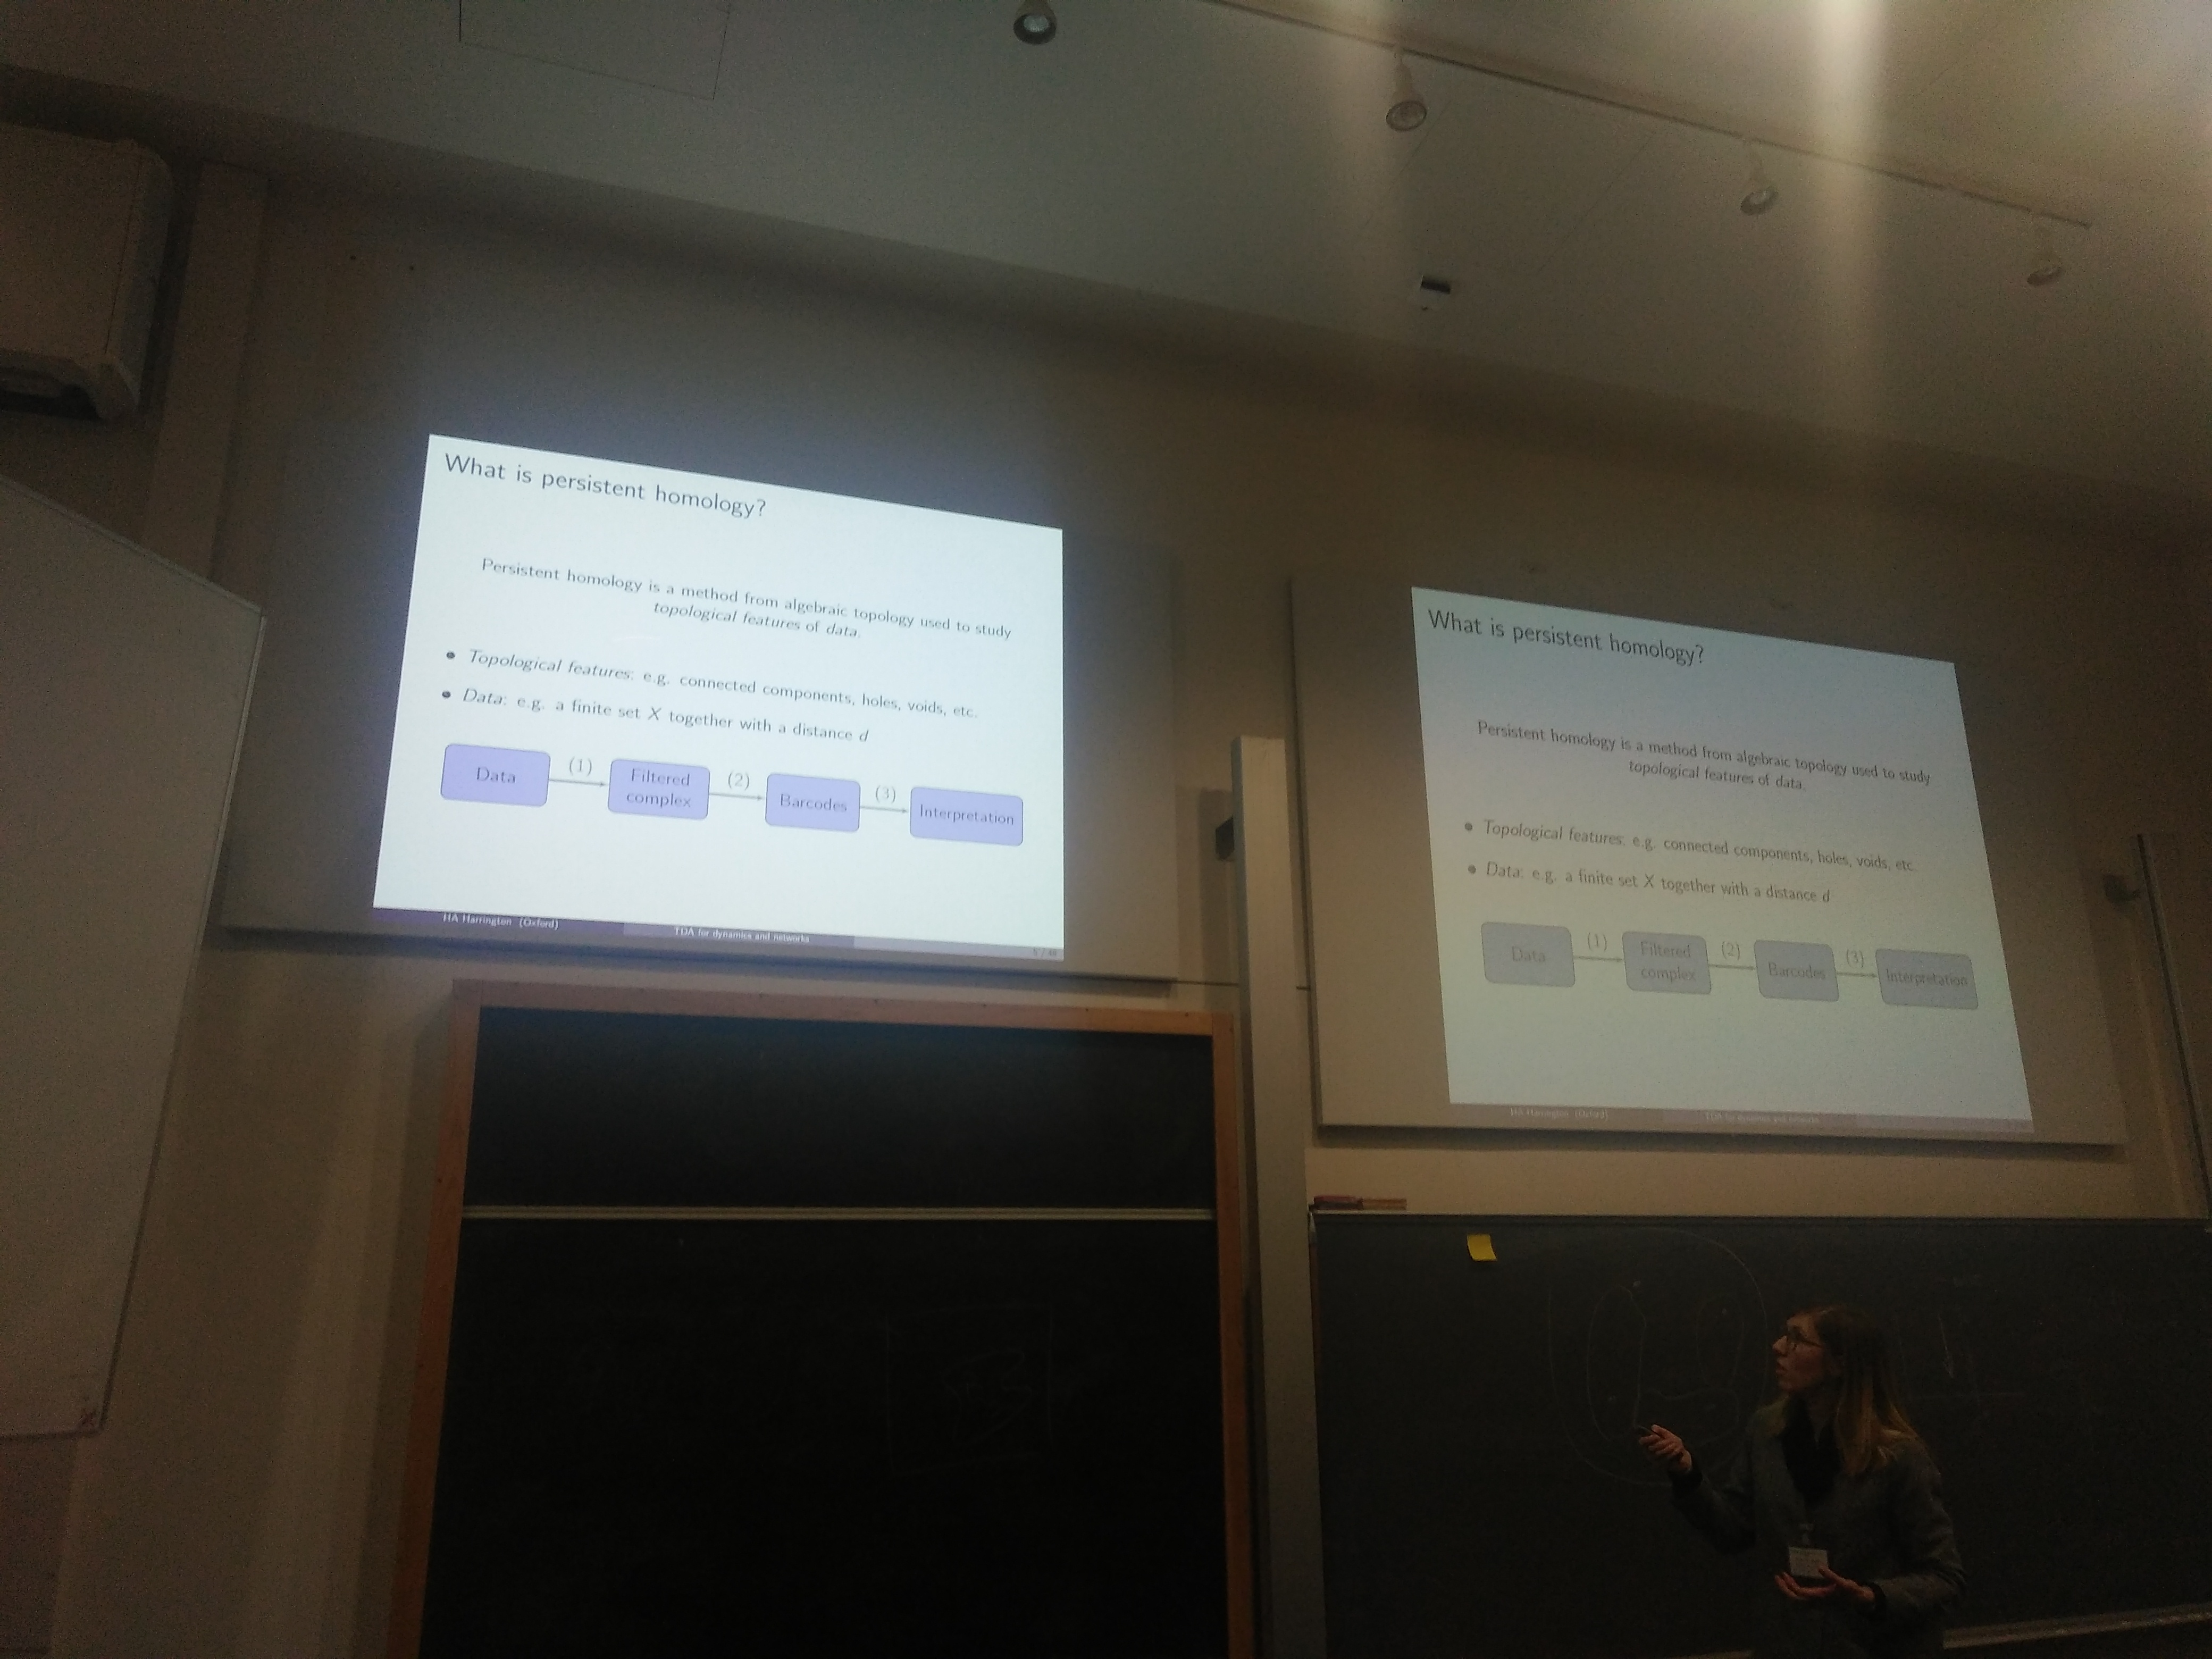 What is persistent homology?
Persistent homology is a method from algebraic topology used to study
topological features of data.
• Topological features: e.g. connected components, holes, voids, etc.
• Data: e.g. a finite set X together with a distance d
Data (1) Filtered complex (2) Barcodes (3) Interpretation
HA Harrington (Oxford) TDA for dynamics and networks
What is persistent homology?
Persistent homology is a method from algebraic topology used to study
topological features of data.
• Topological features: e.g. connected components, holes, voids, etc.
• Data: e.g. a finite set X together with a distance d
Data (1) Filtered complex (2) Barcodes (3) Interpretation
HA Harrington (Oxford) TDA for dynamics and networks